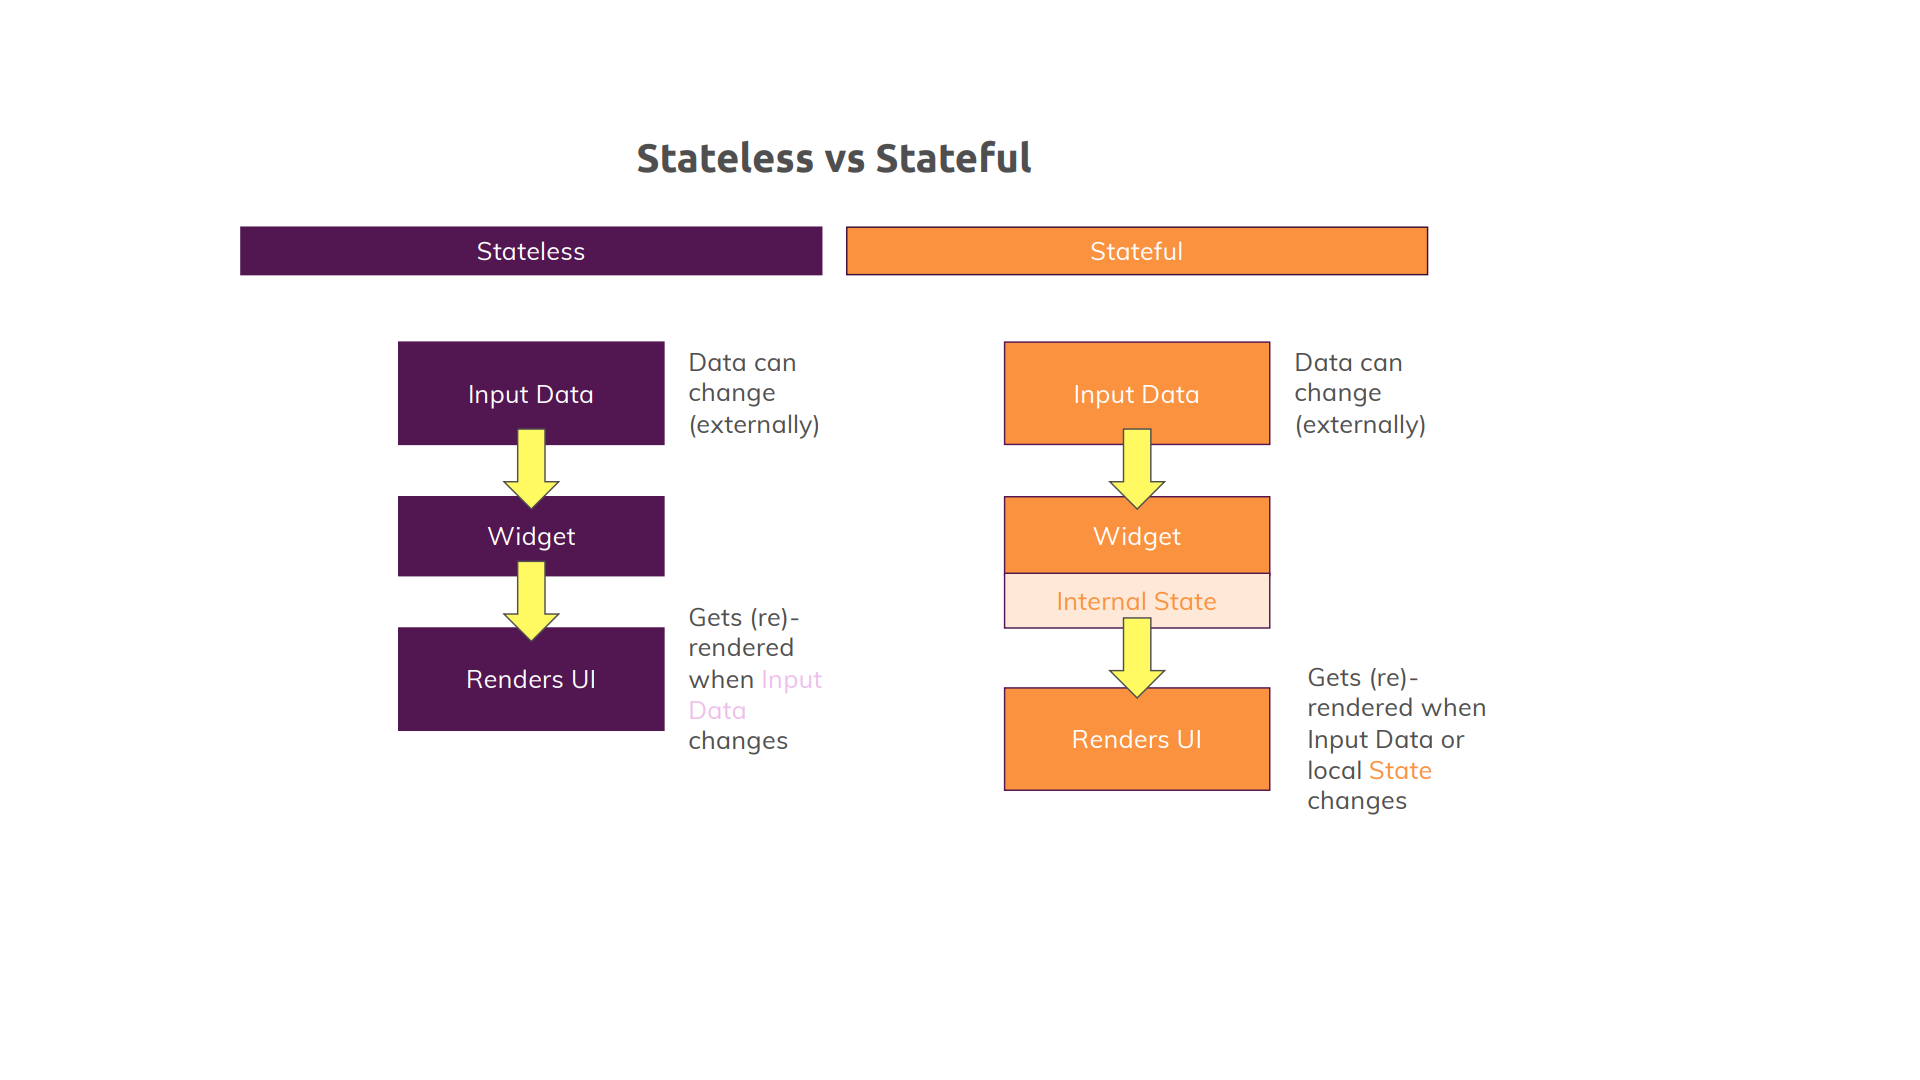 Stateless vs Stateful
Stateless
Stateful
Input Data
Data can
change
(externally)
Widget
Renders UI
Gets (re)-
rendered
when Input
Data
changes
Input Data
Data can
change
(externally)
Widget
Internal State
Renders UI
Gets (re)-
rendered when
Input Data or
local State
changes